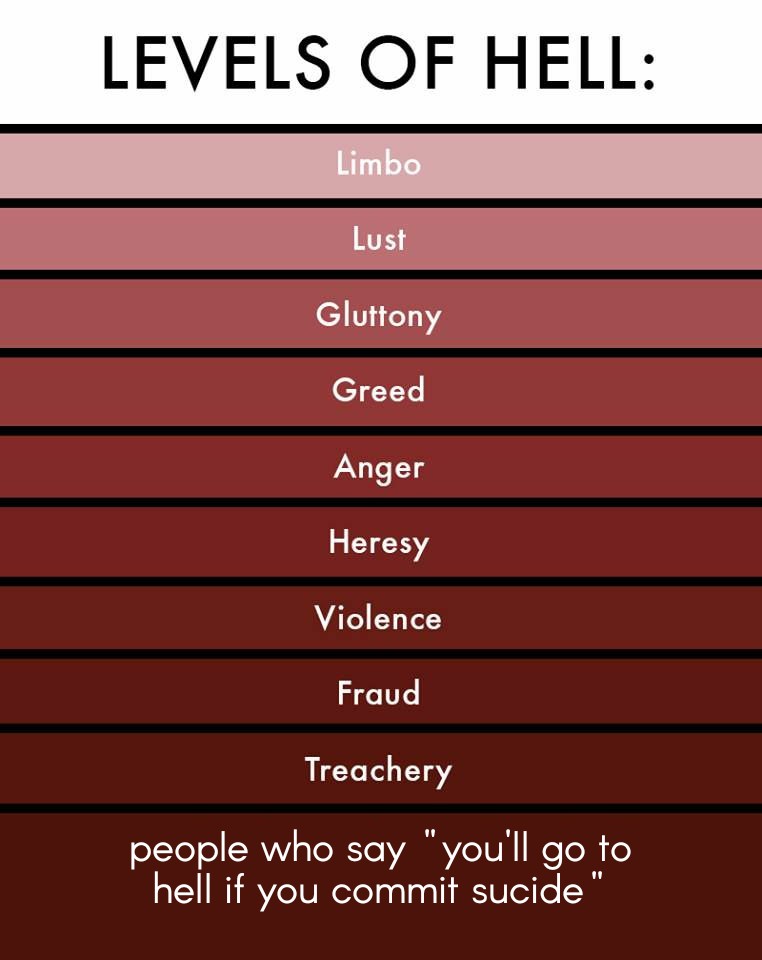 LEVELS OF HELL:
Limbo
Lust
Gluttony
Greed
Anger
Heresy
Violence
Fraud
Treachery
people who say "you'll go to
hell if you commit sucide"